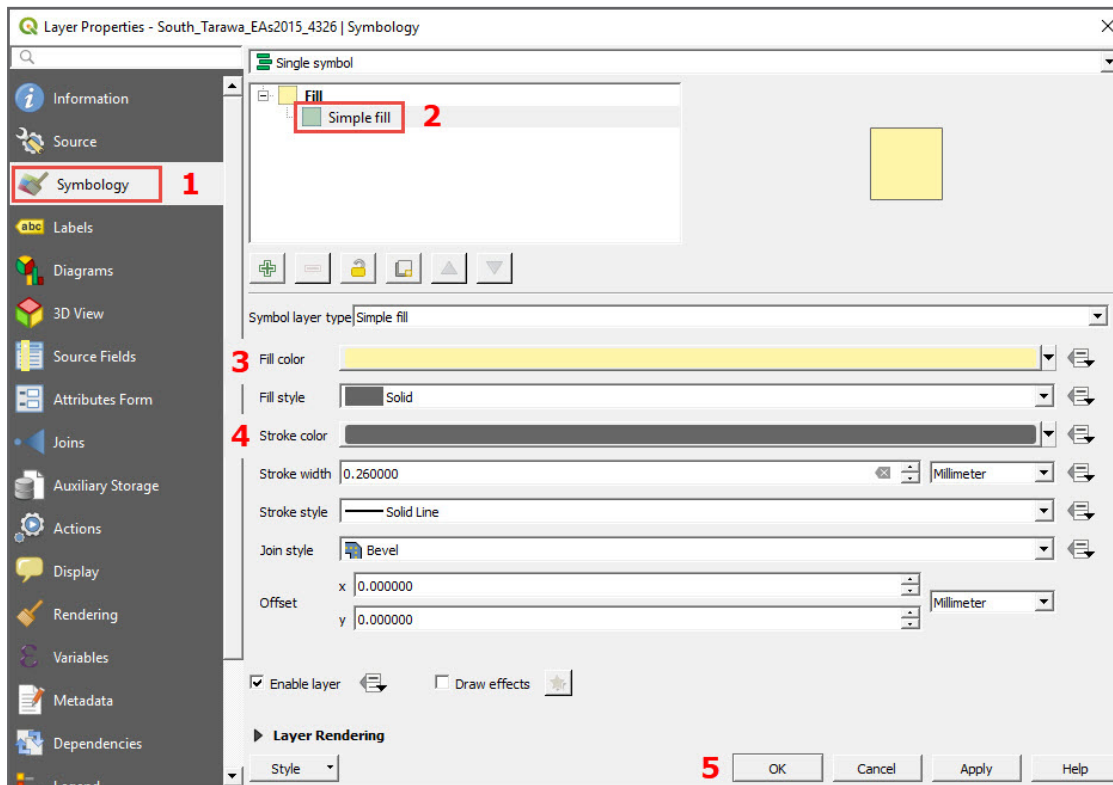 Layer Properties - South_Tarawa_EAs2015_4326 | Symbology
Single symbol
Information
Source
Symbology 1
Labels
Diagrams
3D View
Source Fields
Attributes Form
Joins
Auxiliary Storage
Actions
Display
Rendering
Variables
Metadata
Dependencies
Legend
abc
Fill
Simple fill 2
Symbol layer type Simple fill
3 Fill color
Fill style Solid
4 Stroke color
Stroke width 0.260000 Millimeter
Stroke style Solid Line
Join style Bevel
Offset x 0.000000 Millimeter
y 0.000000
Enable layer Draw effects
Layer Rendering
Style 5 OK Cancel Apply Help